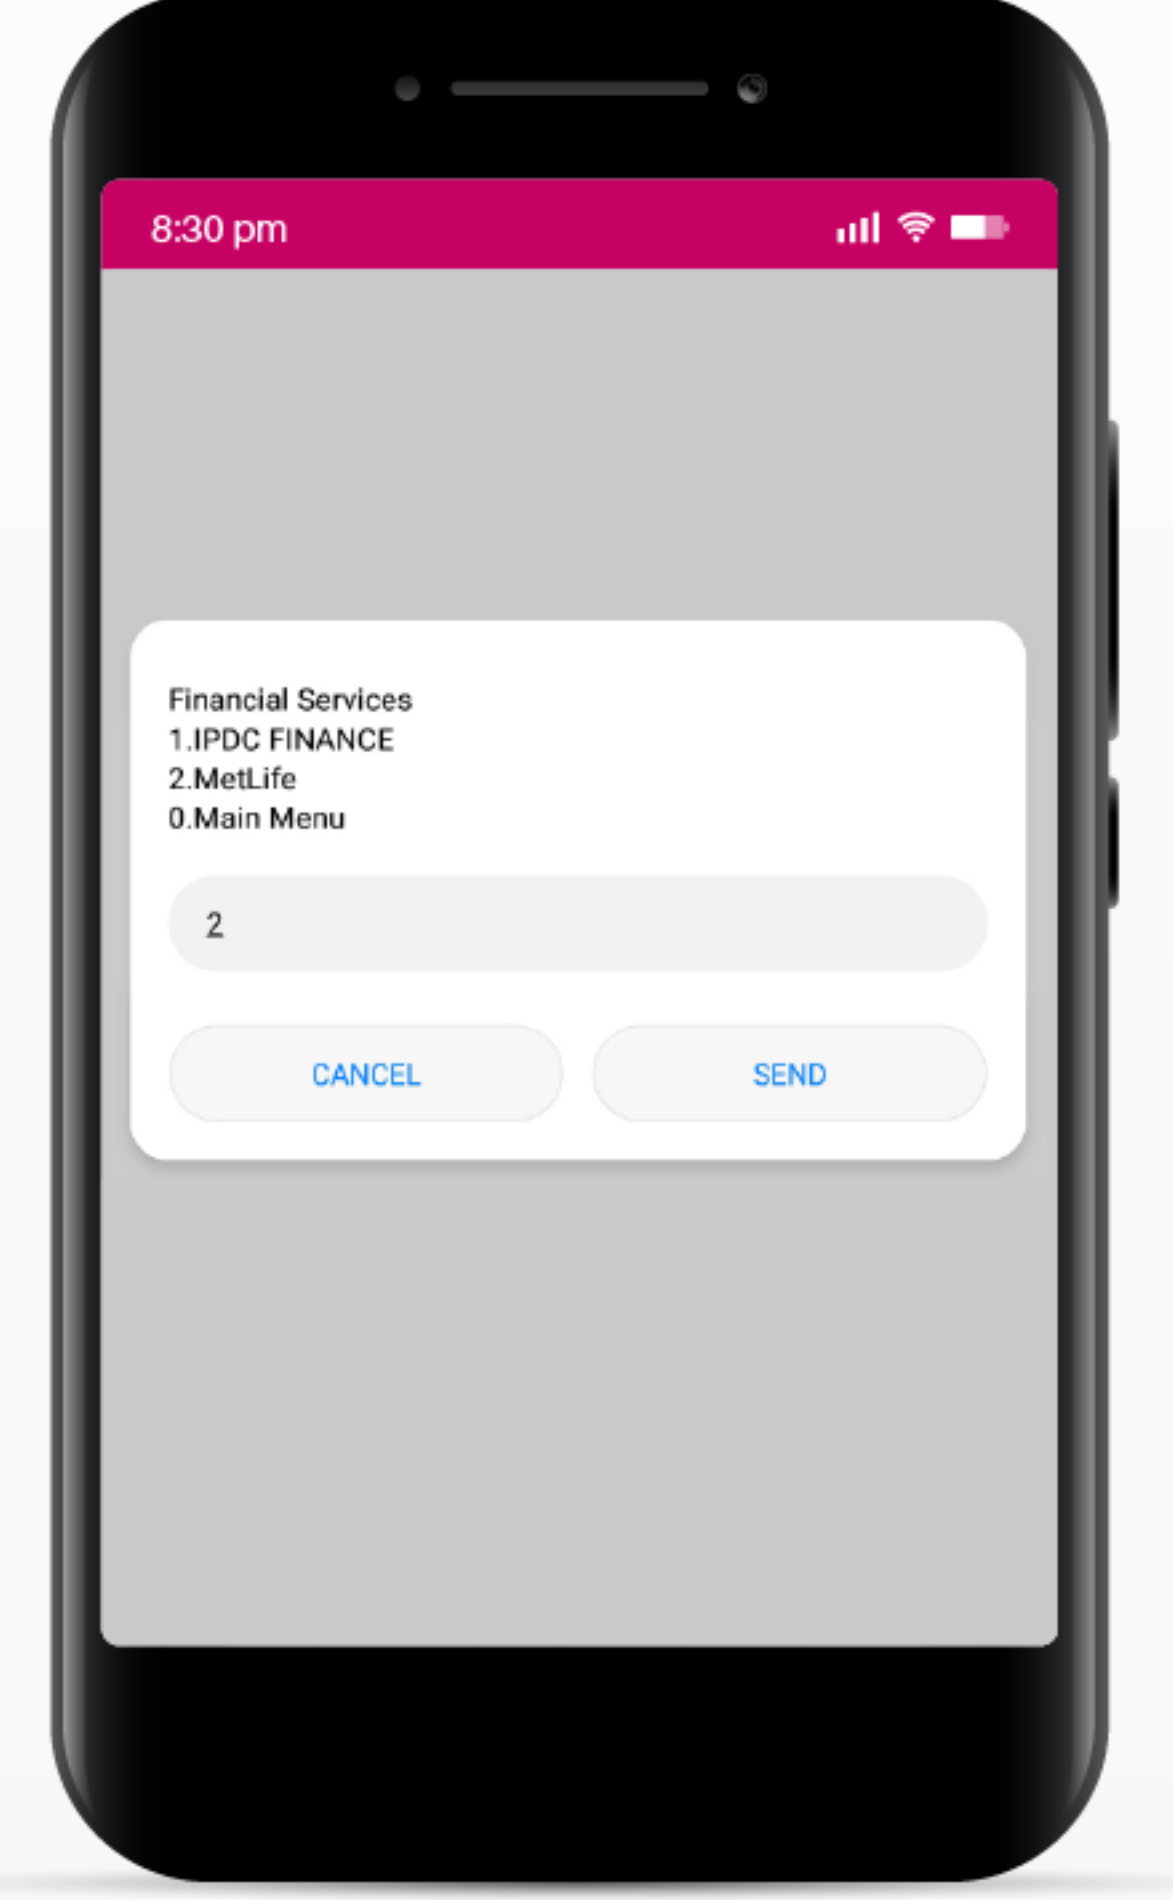 8:30 pm
Financial Services
1.IPDC FINANCE
2.MetLife
0.Main Menu
2
CANCEL
SEND